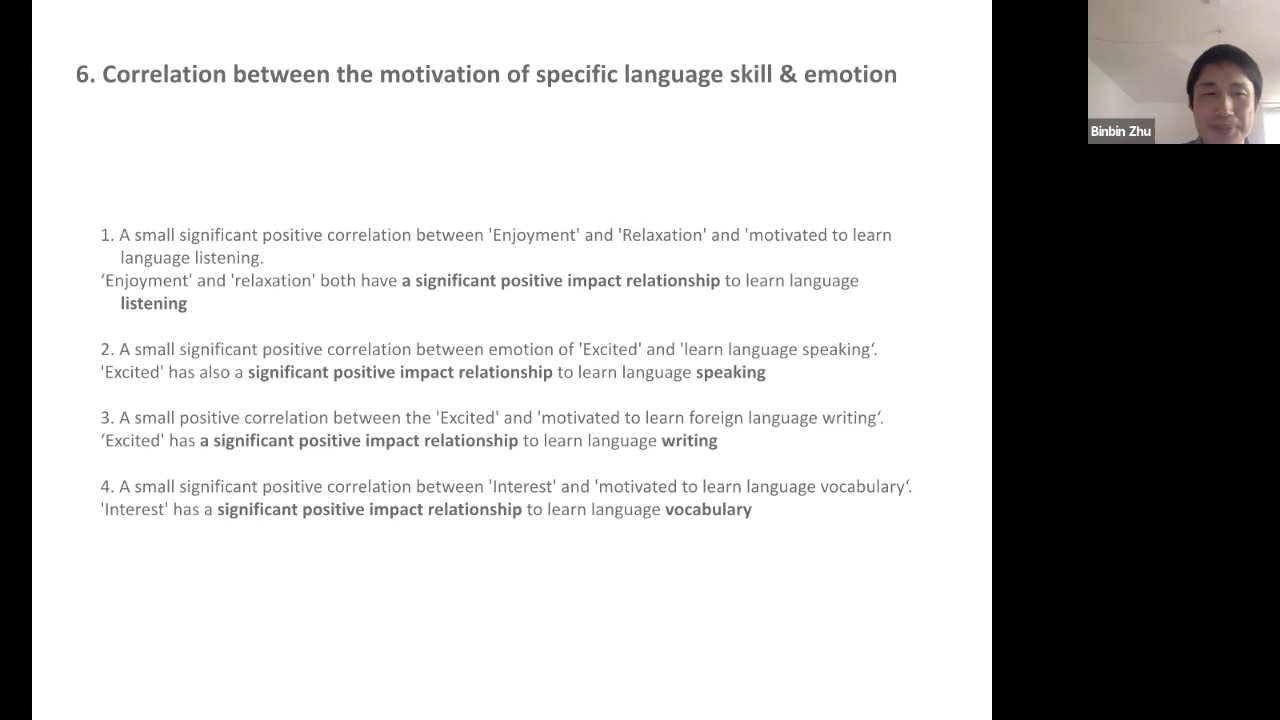 6. Correlation between the motivation of specific language skill & emotion
Binbin Zhu
1. A small significant positive correlation between 'Enjoyment' and 'Relaxation' and 'motivated to learn
language listening.
‘Enjoyment' and 'relaxation' both have a significant positive impact relationship to learn language
listening
2. A small significant positive correlation between emotion of 'Excited' and 'learn language speaking‘.
'Excited' has also a significant positive impact relationship to learn language speaking
3. A small positive correlation between the 'Excited' and 'motivated to learn foreign language writing‘.
‘Excited' has a significant positive impact relationship to learn language writing
4. A small significant positive correlation between 'Interest' and 'motivated to learn language vocabulary‘.
'Interest' has a significant positive impact relationship to learn language vocabulary